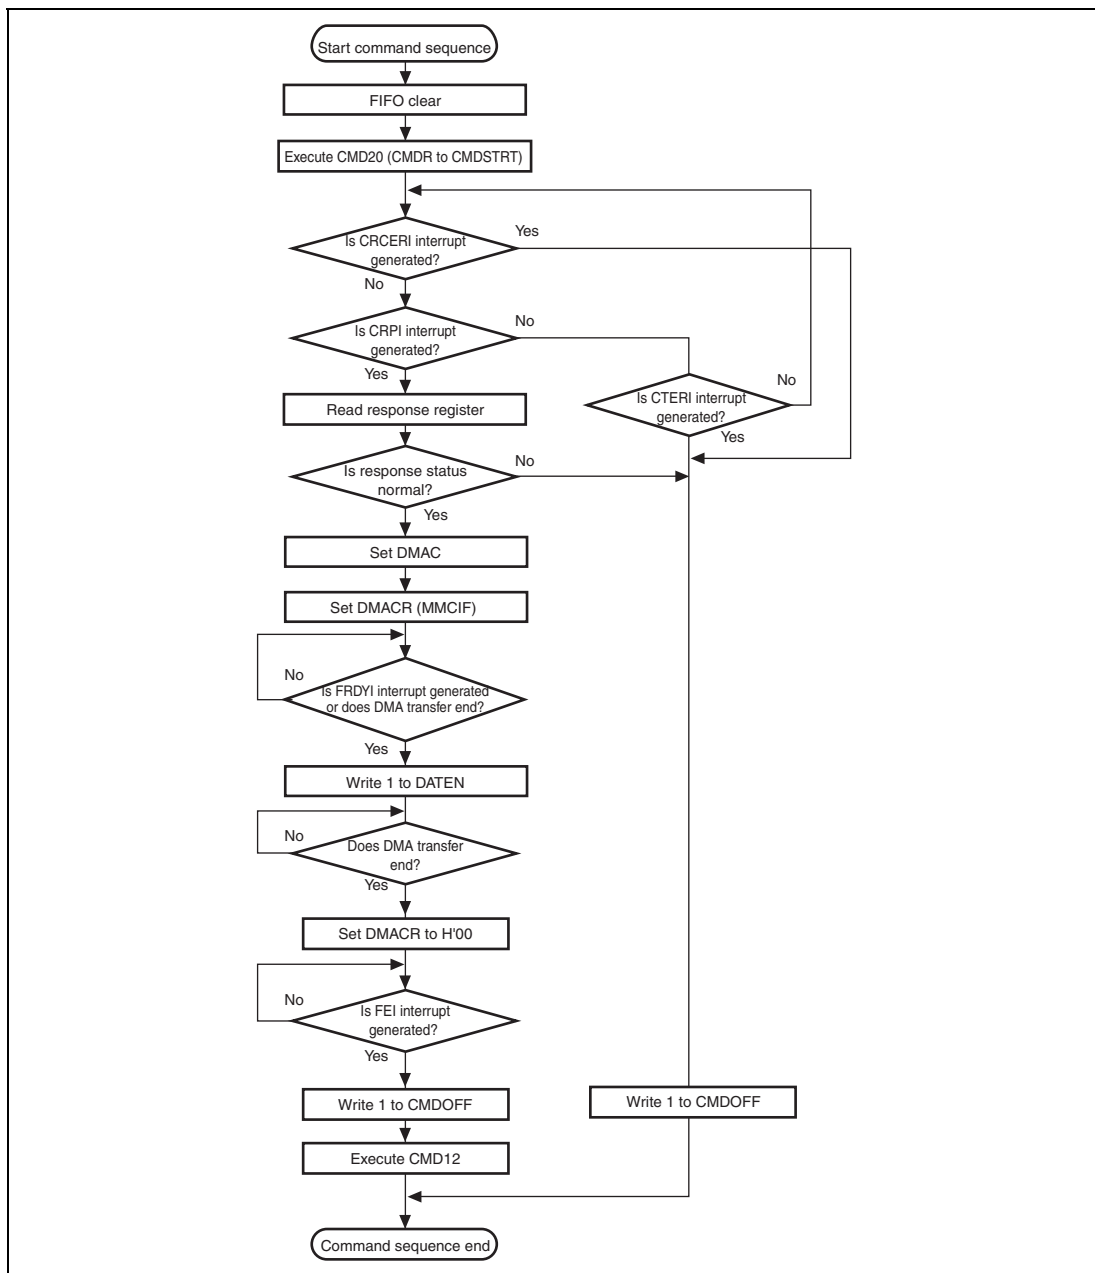 Start command sequence
FIFO clear
Execute CMD20 (CMDR to CMDSTRT)
Is CRCERI interrupt
generated?
Yes
No
Is CRPI interrupt
generated?
No
Yes
Is CTERI interrupt
generated?
No
Yes
Read response register
Is response status
normal?
No
Yes
Set DMAC
Set DMACR (MMCIF)
No
Is FRDYI interrupt generated
or does DMA transfer end?
Yes
Write 1 to DATEN
No
Does DMA transfer
end?
Yes
Set DMACR to H'00
No
Is FEI interrupt
generated?
Yes
Write 1 to CMDOFF
Write 1 to CMDOFF
Execute CMD12
Command sequence end